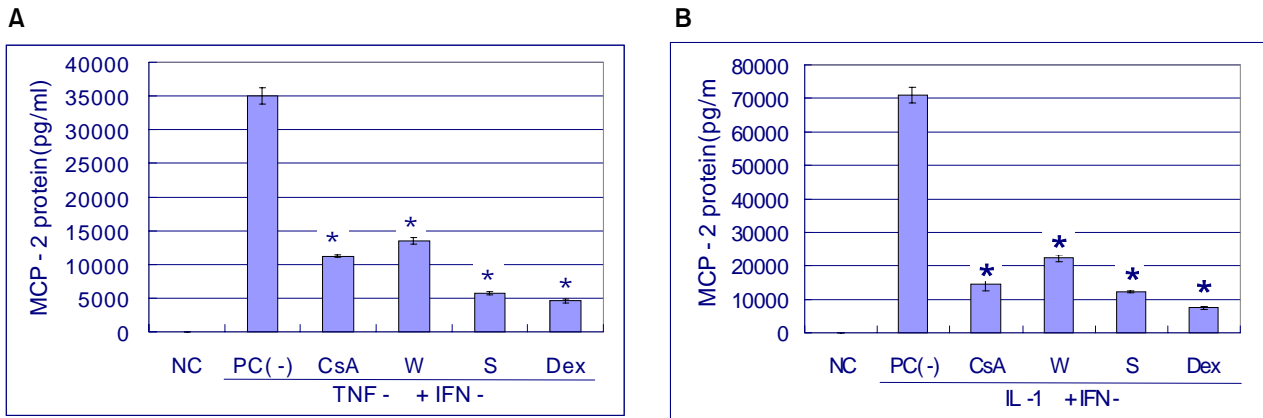 A
MCP - 2 protein(pg/ml)
40000
35000
30000
25000
20000
15000
10000
5000
0
* * * *
NC PC( - ) CsA W S Dex
TNF - + IFN -
B
MCP - 2 protein(pg/m
80000
70000
60000
50000
40000
30000
20000
10000
0
* * * *
NC PC( - ) CsA W S Dex
IL -1 +IFN -